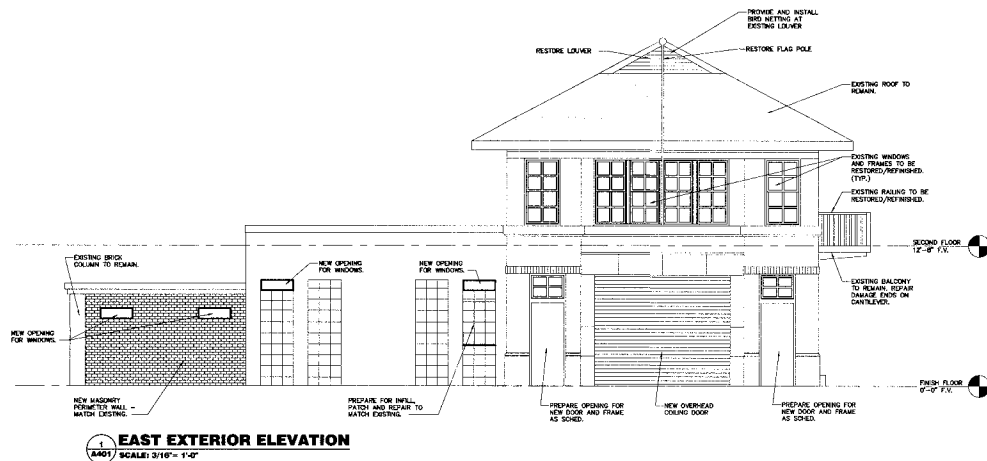 PROVIDE AND INSTALL
BIRD NETTING AT
EXISTING LOUVER
RESTORE LOUVER
RESTORE FLAG POLE
EXISTING ROOF TO
REMAIN.
EXISTING WINDOWS
AND FRAMES TO BE
RESTORED/REFINISHED.
(TYP.)
EXISTING RAILING TO BE
RESTORED/REFINISHED.
SECOND FLOOR
12'-8" F.V.
EXISTING BRICK
COLUMN TO REMAIN.
NEW OPENING
FOR WINDOWS.
NEW OPENING
FOR WINDOWS.
EXISTING BALCONY
TO REMAIN. REPAIR
DAMAGE ENDS ON
CANTILEVER.
NEW OPENING
FOR WINDOWS.
FINISH FLOOR
0'-0" F.V.
NEW MASONRY
PERIMETER WALL -
MATCH EXISTING.
PREPARE FOR INFILL,
PATCH AND REPAIR TO
MATCH EXISTING.
PREPARE OPENING FOR
NEW DOOR AND FRAME
AS SCHED.
NEW OVERHEAD
COILING DOOR
PREPARE OPENING FOR
NEW DOOR AND FRAME
AS SCHED.
1
A401
EAST EXTERIOR ELEVATION
SCALE: 3/16" = 1'-0"